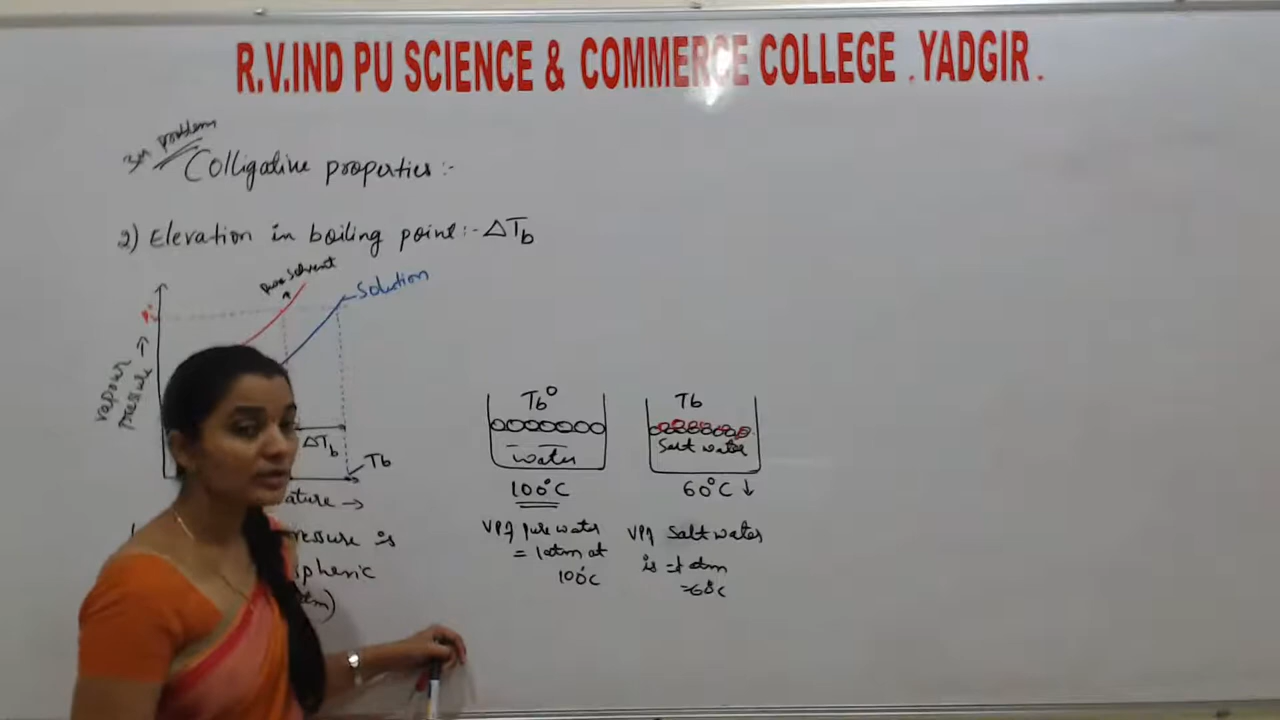 R.V.IND PU SCIENCE & COMMERCE COLLEGE . YADGIR .
3m problem
Colligative properties:-
2) Elevation in boiling point:- ΔTb
pure solvent
Solution
vapour
pressure →
ΔTb
Tb
ature →
ressure is
spheric
Tb°
water
100°C
VP of pure water
= 1atm at
100°C
Tb
Salt water
60°C ↓
VP of Salt water
is = 1 atm
=60°C